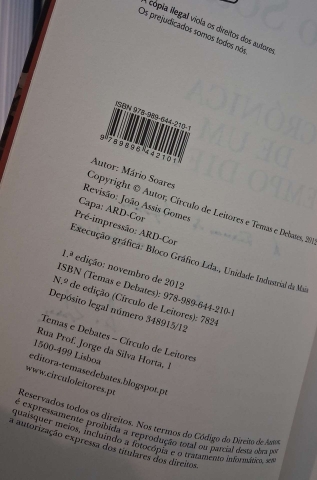 A cópia ilegal viola os direitos dos autores.
Os prejudicados somos todos nós.
ISBN 978-989-644-210-1
9789896442101
Autor: Mário Soares
Copyright © Autor, Círculo de Leitores e Temas e Debates, 2012
Revisão: João Assis Gomes
Capa: ARD-Cor
Pré-impressão: ARD-Cor
Execução gráfica: Bloco Gráfico Lda., Unidade Industrial da Maia
1.ª edição: novembro de 2012
ISBN (Temas e Debates): 978-989-644-210-1
N.º de edição (Círculo de Leitores): 7824
Depósito legal número 348915/12
Temas e Debates – Círculo de Leitores
Rua Prof. Jorge da Silva Horta, 1
1500-499 Lisboa
editora-temasedebates.blogspot.pt
www.circuloleitores.pt
Reservados todos os direitos. Nos termos do Código do Direito de Autor,
é expressamente proibida a reprodução total ou parcial desta obra por
quaisquer meios, incluindo a fotocópia e o tratamento informático, sem
a autorização expressa dos titulares dos direitos.